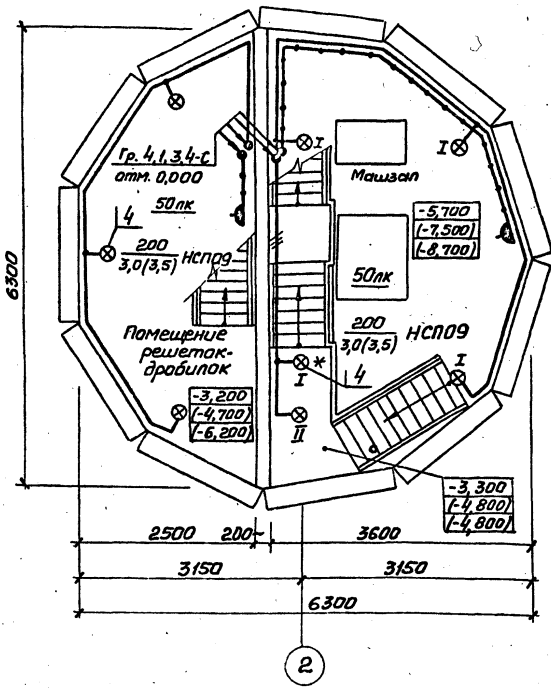 6300
Гр. 4,1,3,4-С
отм. 0,000
50лк
4
200
3,0(3,5) НСП09
Помещение
решеток-
дробилок
-3,200
(-4,700)
(-6,200)
I
I
Машзал
-5,700
(-7,500)
(-8,700)
50лк
200
3,0(3,5) НСП09
I *
4
I
II
-3,300
(-4,800)
(-4,800)
2500 200 3600
3150 3150
6300
2